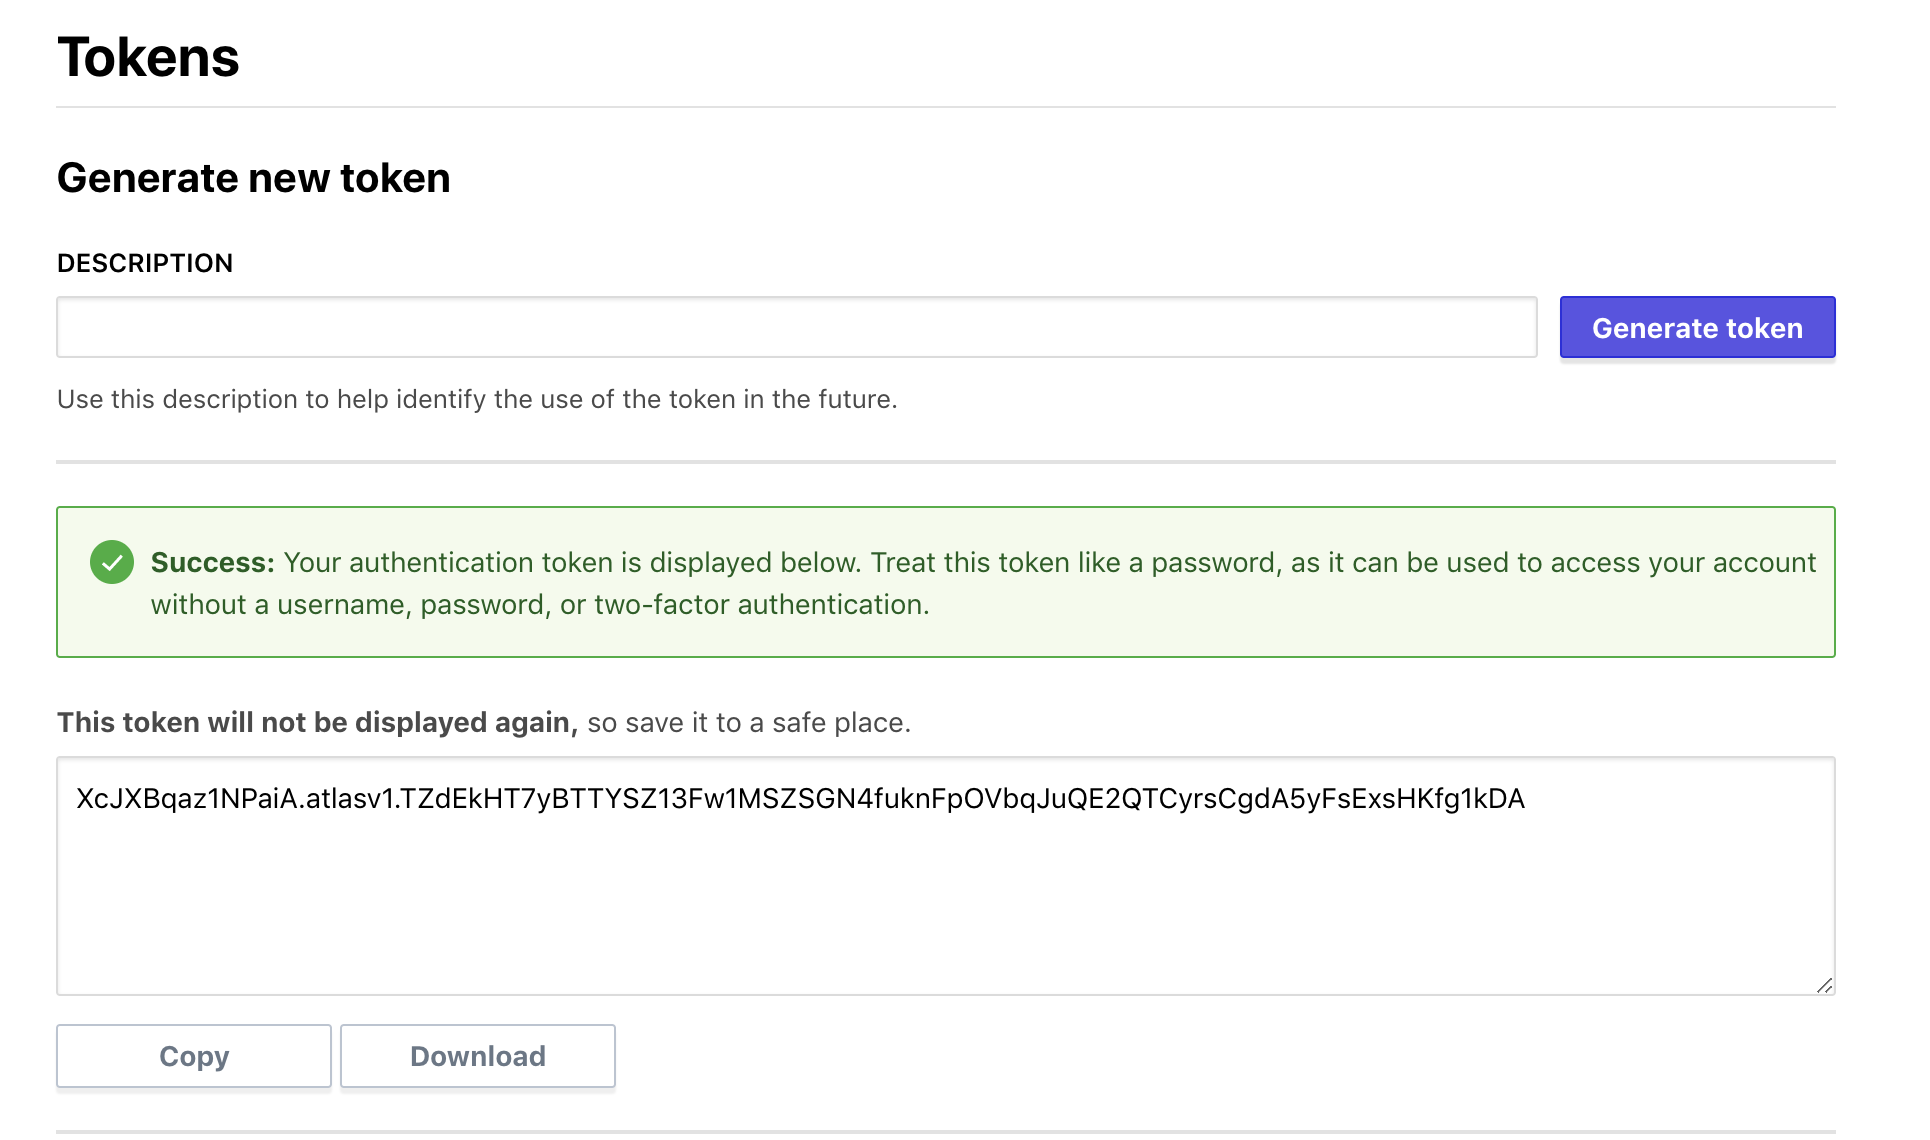 Tokens
Generate new token
DESCRIPTION
Generate token
Use this description to help identify the use of the token in the future.
Success: Your authentication token is displayed below. Treat this token like a password, as it can be used to access your account
without a username, password, or two-factor authentication.
This token will not be displayed again, so save it to a safe place.
XcJXBqaz1NPaiA.atlasv1.TZdEkHT7yBTTYSZ13Fw1MSZSGN4fuknFpOVbqJuQE2QTCyrsCgdA5yFsExsHKfg1kDA
Copy
Download